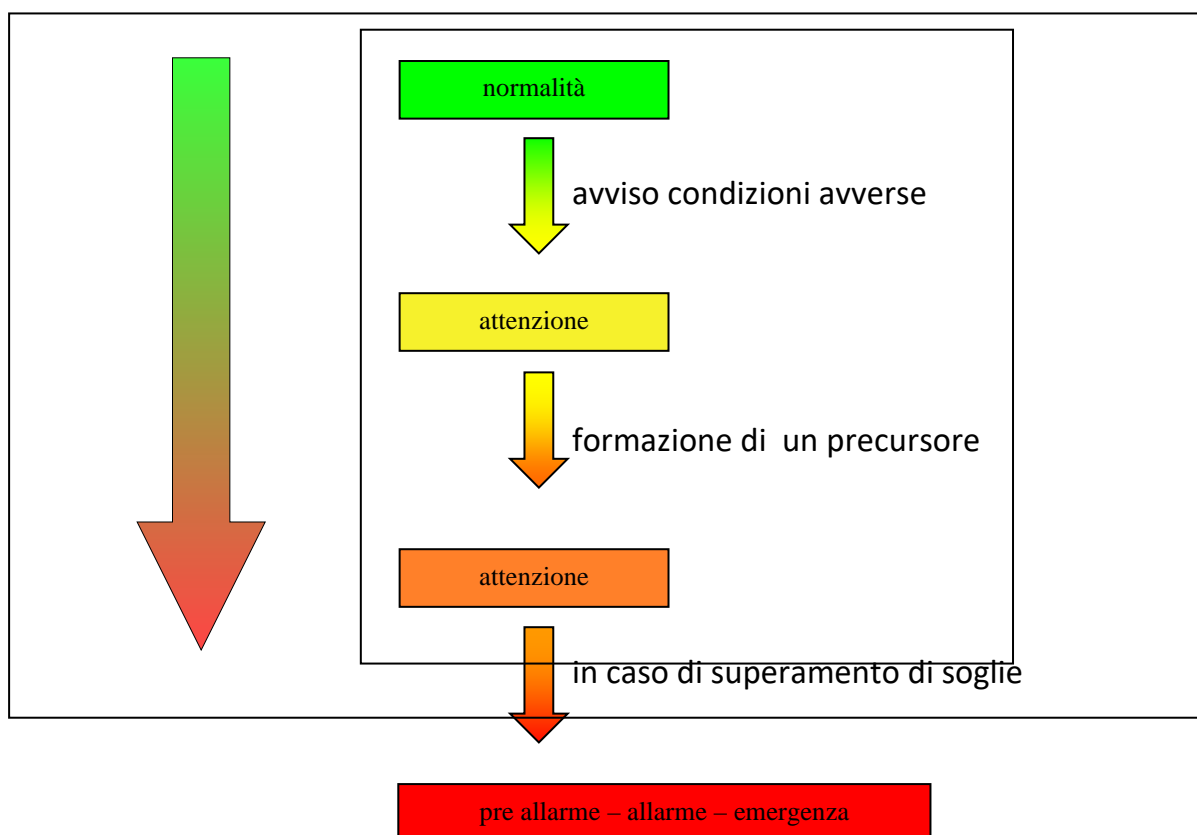 normalità
avviso condizioni avverse
attenzione
formazione di  un precursore
attenzione
in caso di superamento di soglie
pre allarme – allarme – emergenza